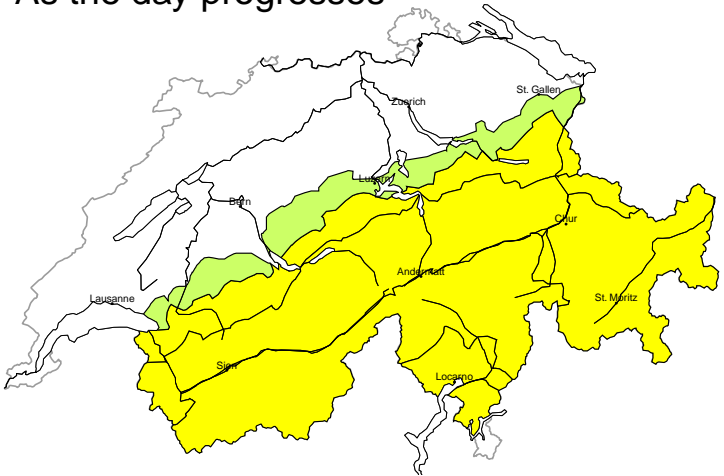 As the day progresses
St. Gallen
Zuerich
Luzern
Bern
Chur
Andermatt
Lausanne
St. Moritz
Sion
Locarno